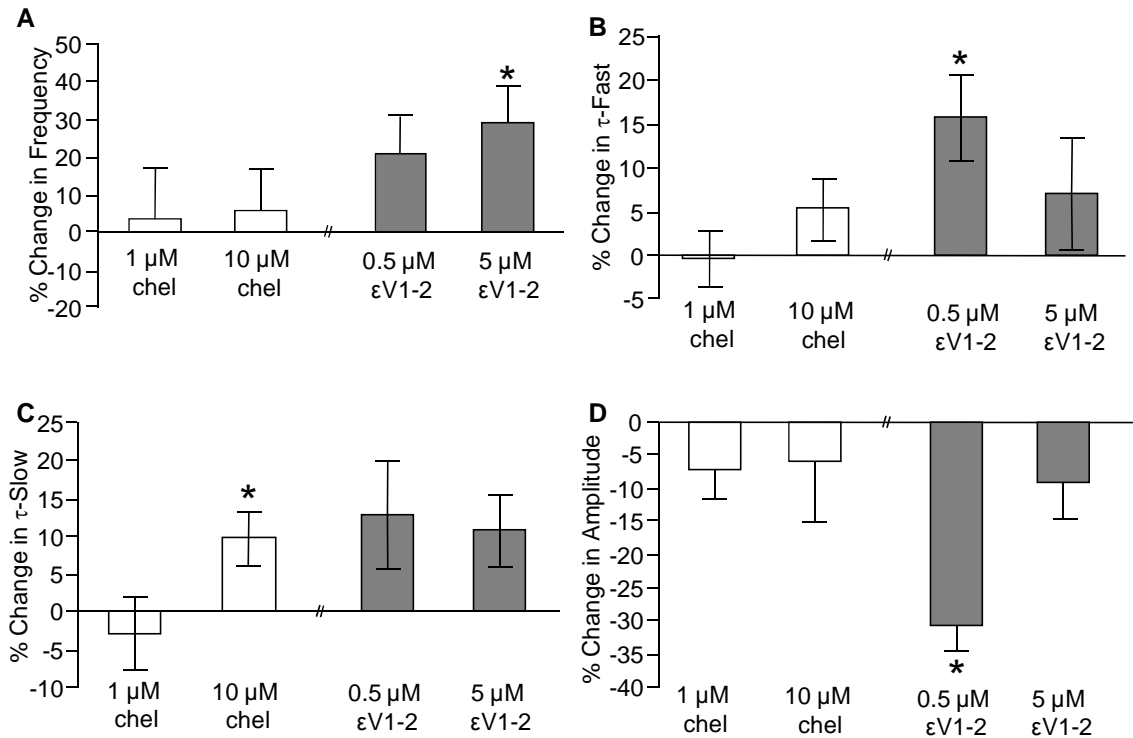 A
% Change in Frequency
50
40
30
20
10
0
-10
-20
//
*
1 µM
chel
10 µM
chel
0.5 µM
εV1-2
5 µM
εV1-2
B
% Change in τ-Fast
25
20
15
10
5
0
-5
//
*
1 µM
chel
10 µM
chel
0.5 µM
εV1-2
5 µM
εV1-2
C
% Change in τ-Slow
25
20
15
10
5
0
-5
-10
//
*
1 µM
chel
10 µM
chel
0.5 µM
εV1-2
5 µM
εV1-2
D
% Change in Amplitude
0
-5
-10
-15
-20
-25
-30
-35
-40
//
*
1 µM
chel
10 µM
chel
0.5 µM
εV1-2
5 µM
εV1-2